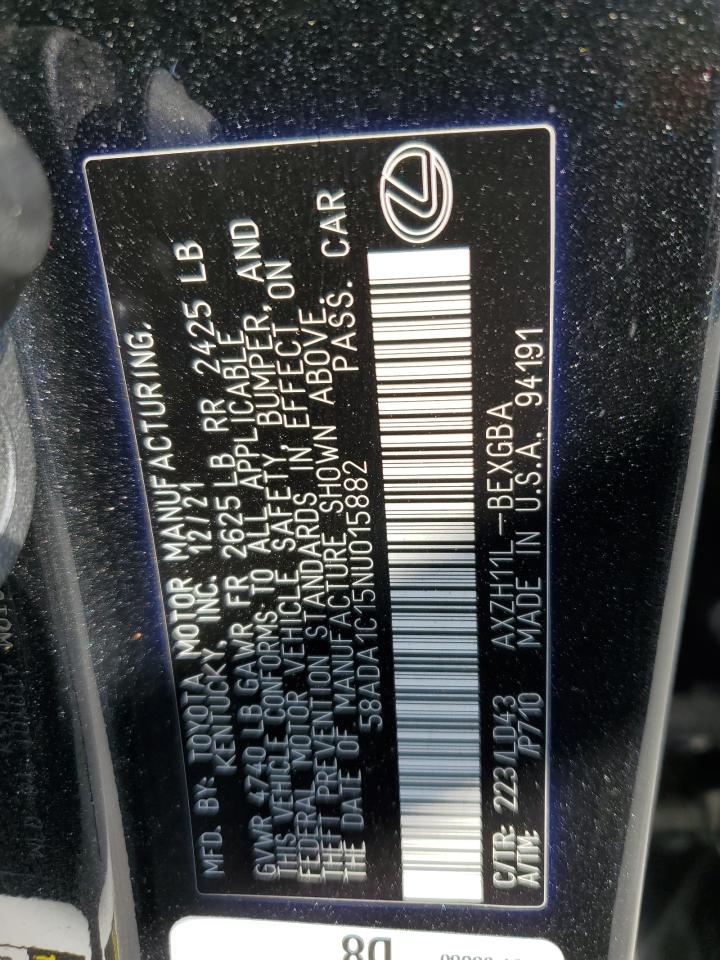 MFD. BY: TOYOTA MOTOR MANUFACTURING,
KENTUCKY, INC. 12/21
GVWR 4740 LB GAWR FR 2625 LB RR 2425 LB
THIS VEHICLE CONFORMS TO ALL APPLICABLE
FEDERAL MOTOR VEHICLE SAFETY, BUMPER, AND
THEFT PREVENTION STANDARDS IN EFFECT ON
THE DATE OF MANUFACTURE SHOWN ABOVE.
58ADA1C15NU015882 PASS. CAR
C/TR: 223/LD43 AXZH11L-BEXGBA
A/TM: /P710 MADE IN U.S.A. 94191
D8